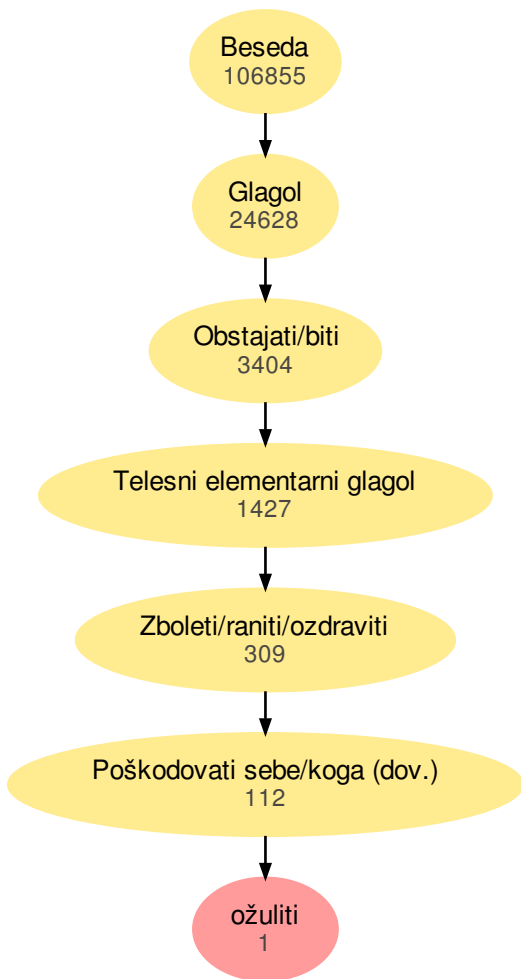 Beseda
106855
Glagol
24628
Obstajati/biti
3404
Telesni elementarni glagol
1427
Zboleti/raniti/ozdraviti
309
Poškodovati sebe/koga (dov.)
112
ožuliti
1